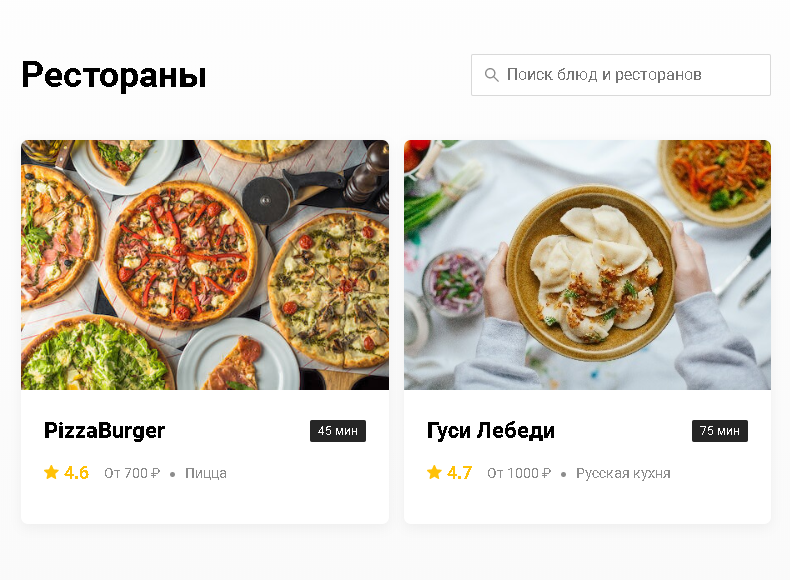 Рестораны
Поиск блюд и ресторанов
PizzaBurger
45 мин
4.6 От 700 ₽ • Пицца
Гуси Лебеди
75 мин
4.7 От 1000 ₽ • Русская кухня